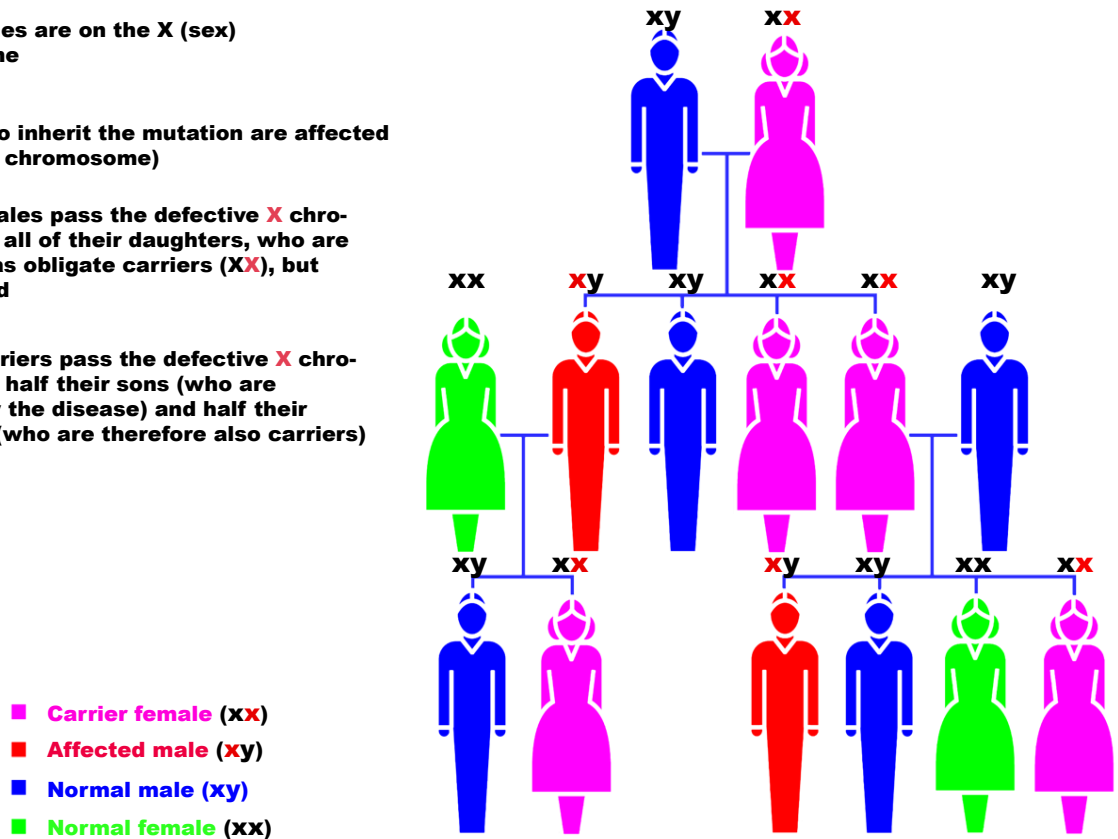 es are on the X (sex)
e
o inherit the mutation are affected
chromosome)
ales pass the defective X chro-
all of their daughters, who are
as obligate carriers (XX), but
d
riers pass the defective X chro-
half their sons (who are
the disease) and half their
(who are therefore also carriers)
xy xx
xx xy xy xx xx xy
xy xx xy xy xx xx
Carrier female (xx)
Affected male (xy)
Normal male (xy)
Normal female (xx)